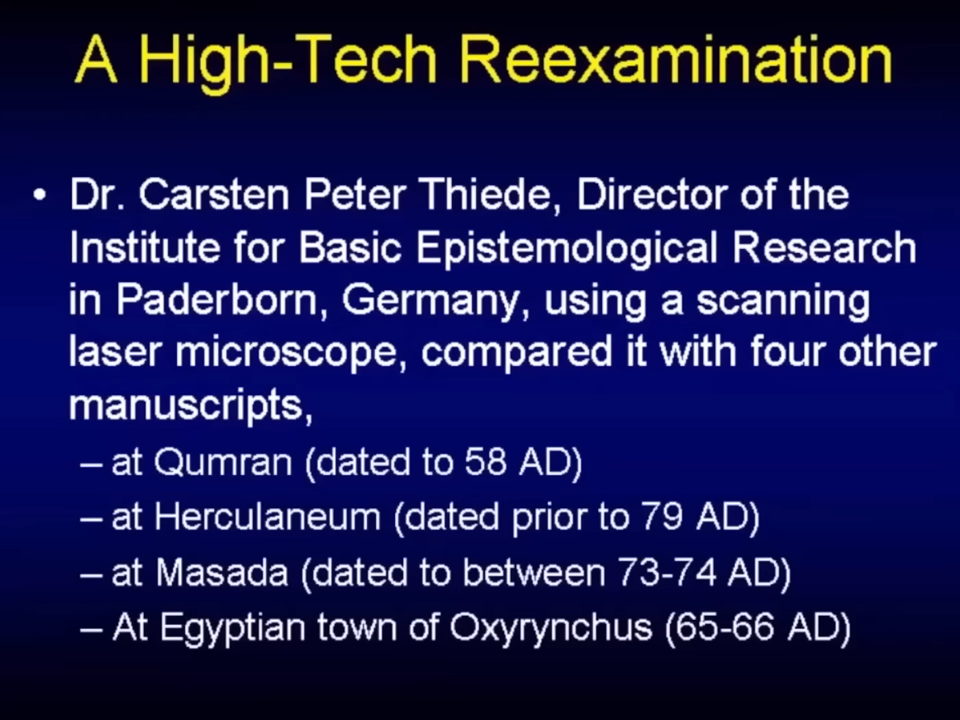 A High-Tech Reexamination
• Dr. Carsten Peter Thiede, Director of the
Institute for Basic Epistemological Research
in Paderborn, Germany, using a scanning
laser microscope, compared it with four other
manuscripts,
– at Qumran (dated to 58 AD)
– at Herculaneum (dated prior to 79 AD)
– at Masada (dated to between 73-74 AD)
– At Egyptian town of Oxyrynchus (65-66 AD)